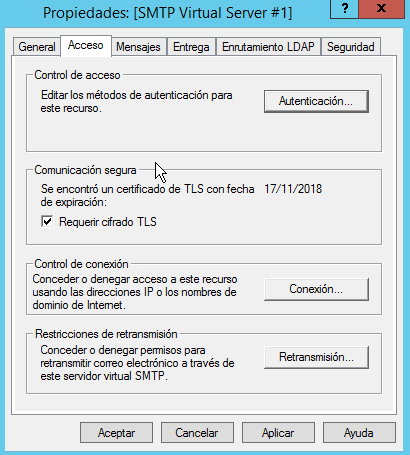 Propiedades: [SMTP Virtual Server #1]
?
x
General
Acceso
Mensajes
Entrega
Enrutamiento LDAP
Seguridad
Control de acceso
Editar los métodos de autenticación para
este recurso.
Autenticación...
Comunicación segura
Se encontró un certificado de TLS con fecha
de expiración:
17/11/2018
Requerir cifrado TLS
Control de conexión
Conceder o denegar acceso a este recurso
usando las direcciones IP o los nombres de
dominio de Internet.
Conexión...
Restricciones de retransmisión
Conceder o denegar permisos para
retransmitir correo electrónico a través de
este servidor virtual SMTP.
Retransmisión...
Aceptar
Cancelar
Aplicar
Ayuda